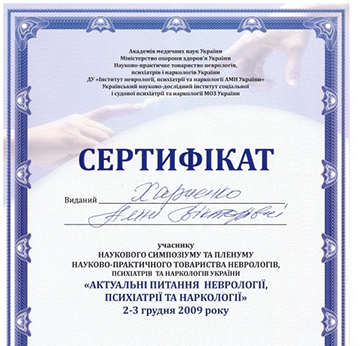 Академія медичних наук України
Міністерство охорони здоров'я України
Науково-практичне товариство неврологів,
психіатрів і наркологів України
ДУ «Інститут неврології, психіатрії та наркології АМН України»
Український науково-дослідний інститут соціальної
і судової психіатрії та наркології МОЗ України
СЕРТИФІКАТ
Виданий Харченко
Вікторівні
учаснику
НАУКОВОГО СИМПОЗІУМУ ТА ПЛЕНУМУ
НАУКОВО-ПРАКТИЧНОГО ТОВАРИСТВА НЕВРОЛОГІВ,
ПСИХІАТРІВ ТА НАРКОЛОГІВ УКРАЇНИ
«АКТУАЛЬНІ ПИТАННЯ НЕВРОЛОГІЇ,
ПСИХІАТРІЇ ТА НАРКОЛОГІЇ»
2-3 грудня 2009 року